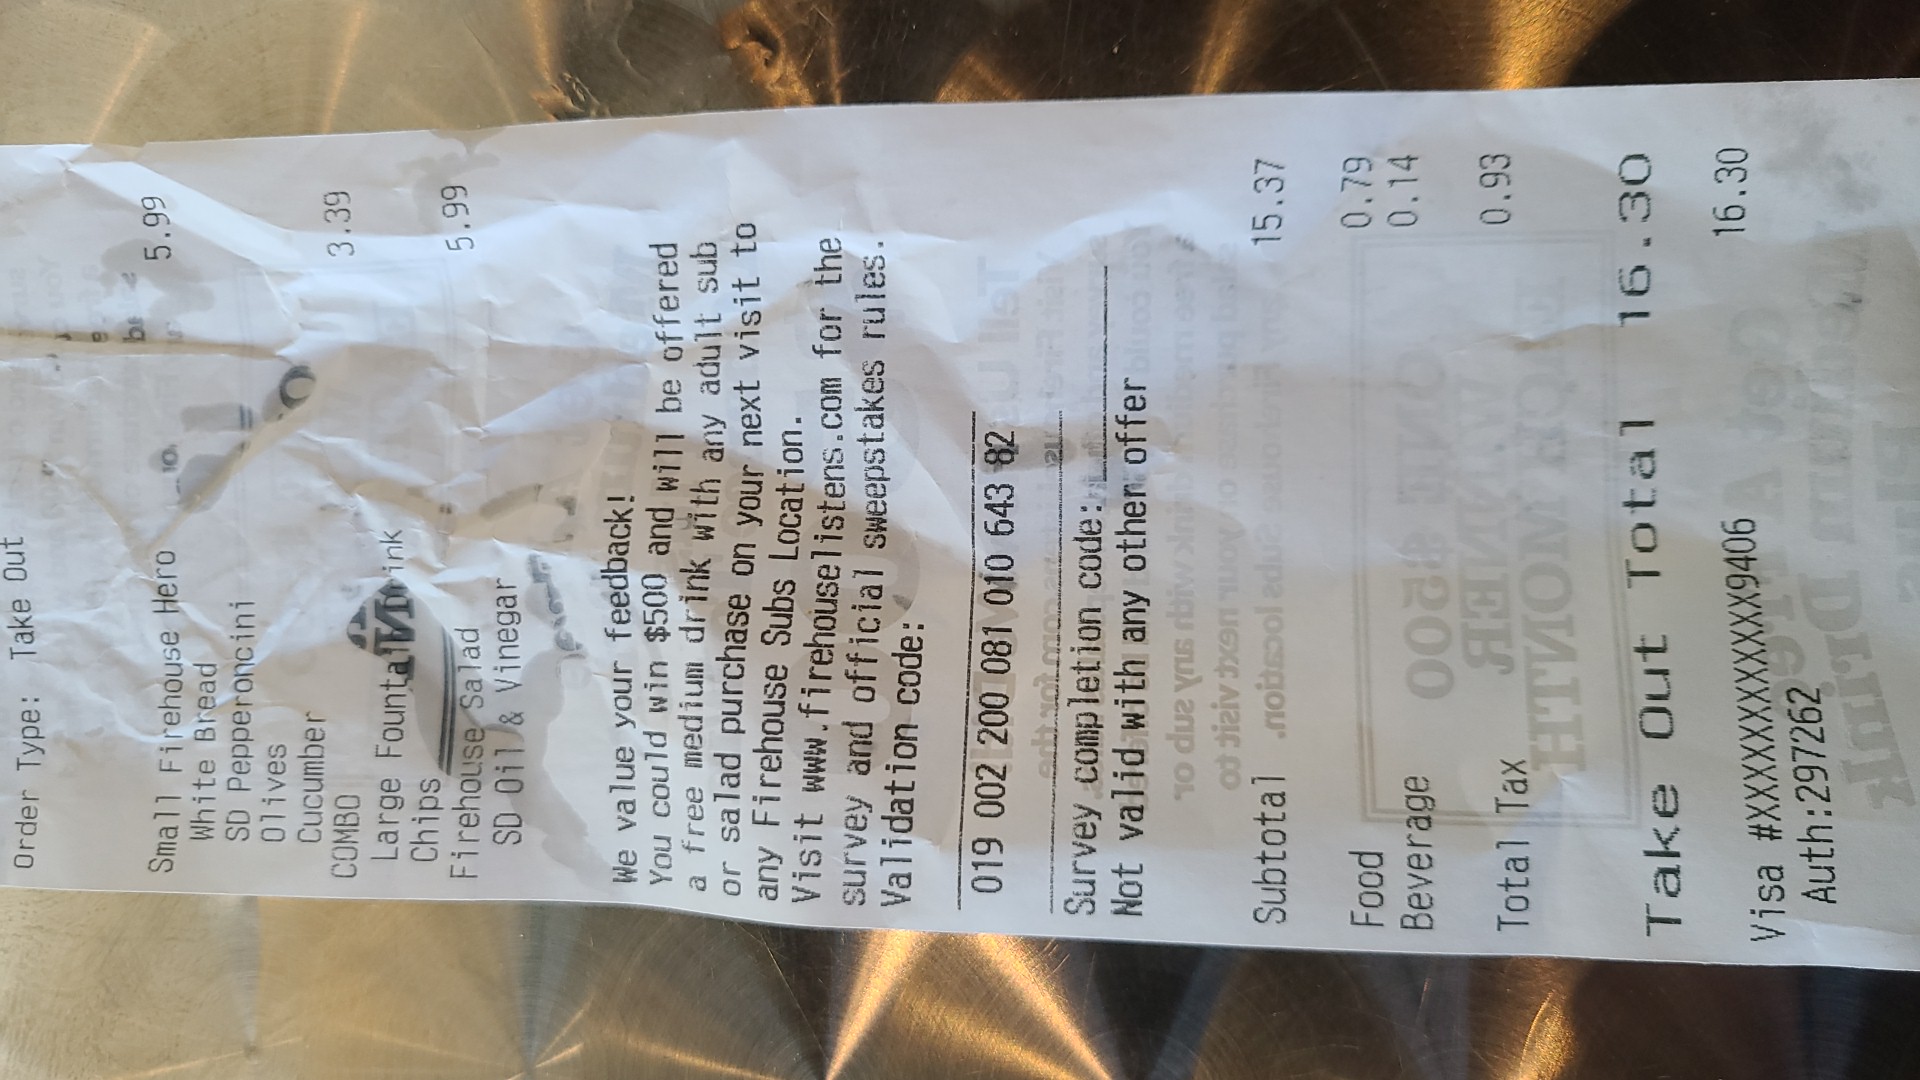 Order Type: Take Out
Small Firehouse Hero 5.99
White Bread
SD Pepperoncini
Olives
Cucumber
COMBO 3.39
Large Fountain Drink
Chips
Firehouse Salad 5.99
SD Oil & Vinegar
We value your feedback!
You could win $500 and will be offered
a free medium drink with any adult sub
or salad purchase on your next visit to
any Firehouse Subs Location.
Visit www.firehouselistens.com for the
survey and official sweepstakes rules.
Validation code:
019 002 200 081 010 643 82
Survey completion code:
Not valid with any other offer
Subtotal 15.37
Food 0.79
Beverage 0.14
Total Tax 0.93
Take Out Total 16.30
Visa #XXXXXXXXXXXX9406 16.30
Auth:297262